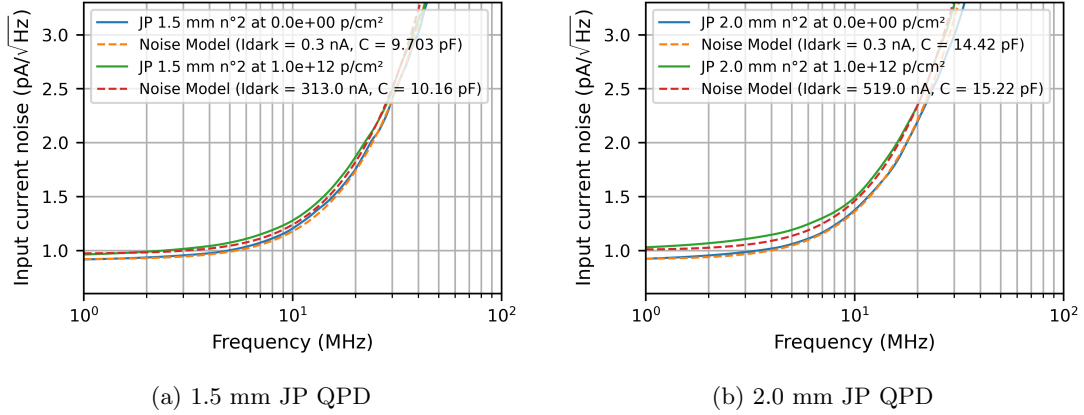 JP 1.5 mm n°2 at 0.0e+00 p/cm²
Noise Model (Idark = 0.3 nA, C = 9.703 pF)
JP 1.5 mm n°2 at 1.0e+12 p/cm²
Noise Model (Idark = 313.0 nA, C = 10.16 pF)
Input current noise (pA/√Hz)
3.0
2.5
2.0
1.5
1.0
10⁰
10¹
10²
Frequency (MHz)
(a) 1.5 mm JP QPD
JP 2.0 mm n°2 at 0.0e+00 p/cm²
Noise Model (Idark = 0.3 nA, C = 14.42 pF)
JP 2.0 mm n°2 at 1.0e+12 p/cm²
Noise Model (Idark = 519.0 nA, C = 15.22 pF)
Input current noise (pA/√Hz)
3.0
2.5
2.0
1.5
1.0
10⁰
10¹
10²
Frequency (MHz)
(b) 2.0 mm JP QPD